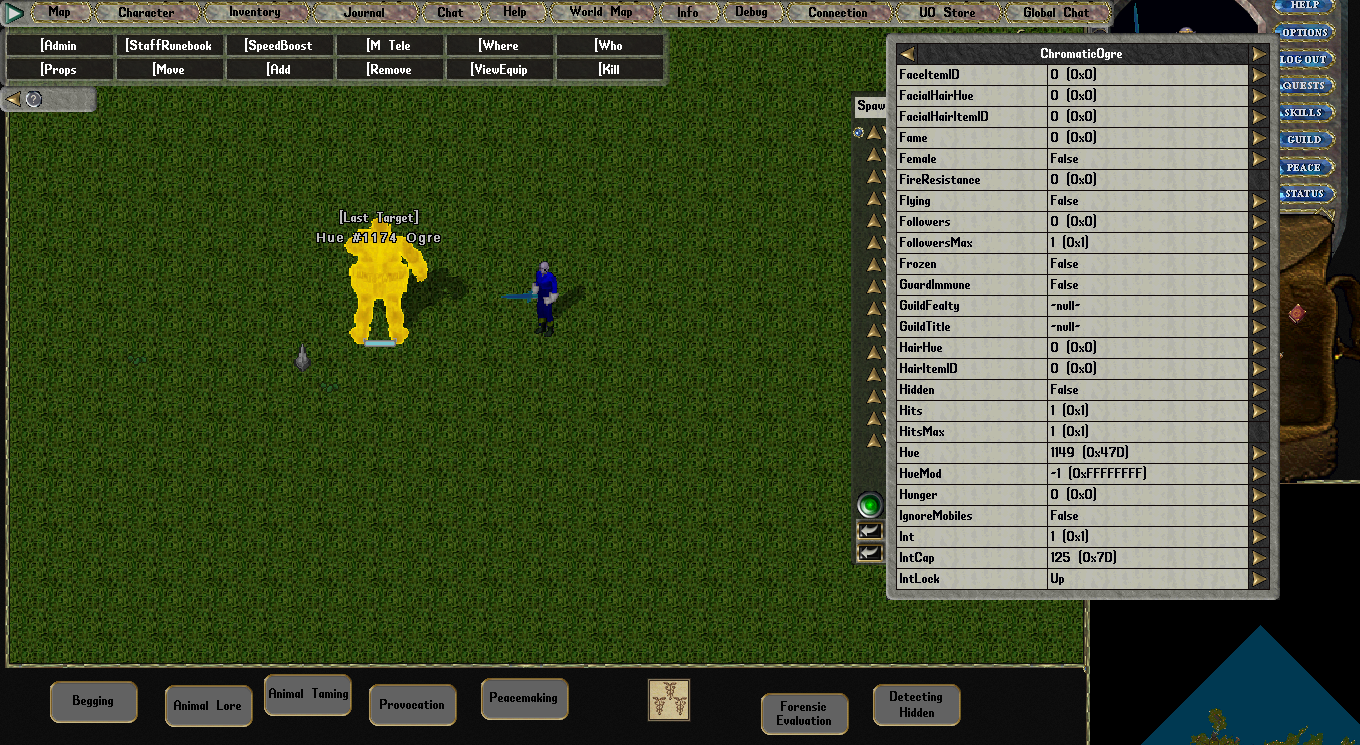 Map Character Inventory Journal Chat Help World Map Info Debug Connection UO Store Global Chat
[Admin [StaffRunebook [SpeedBoost [M Tele [Where [Who
[Props [Move [Add [Remove [ViewEquip [Kill
?
HELP
OPTIONS
LOG OUT
QUESTS
SKILLS
GUILD
PEACE
STATUS
[Last Target]
Hue #1174 Ogre
Spaw
ChromaticOgre
FaceItemID 0 (0x0)
FacialHairHue 0 (0x0)
FacialHairItemID 0 (0x0)
Fame 0 (0x0)
Female False
FireResistance 0 (0x0)
Flying False
Followers 0 (0x0)
FollowersMax 1 (0x1)
Frozen False
GuardImmune False
GuildFealty -null-
GuildTitle -null-
HairHue 0 (0x0)
HairItemID 0 (0x0)
Hidden False
Hits 1 (0x1)
HitsMax 1 (0x1)
Hue 1149 (0x47D)
HueMod -1 (0xFFFFFFFF)
Hunger 0 (0x0)
IgnoreMobiles False
Int 1 (0x1)
IntCap 125 (0x7D)
IntLock Up
Begging
Animal Lore
Animal Taming
Provocation
Peacemaking
Forensic
Evaluation
Detecting
Hidden